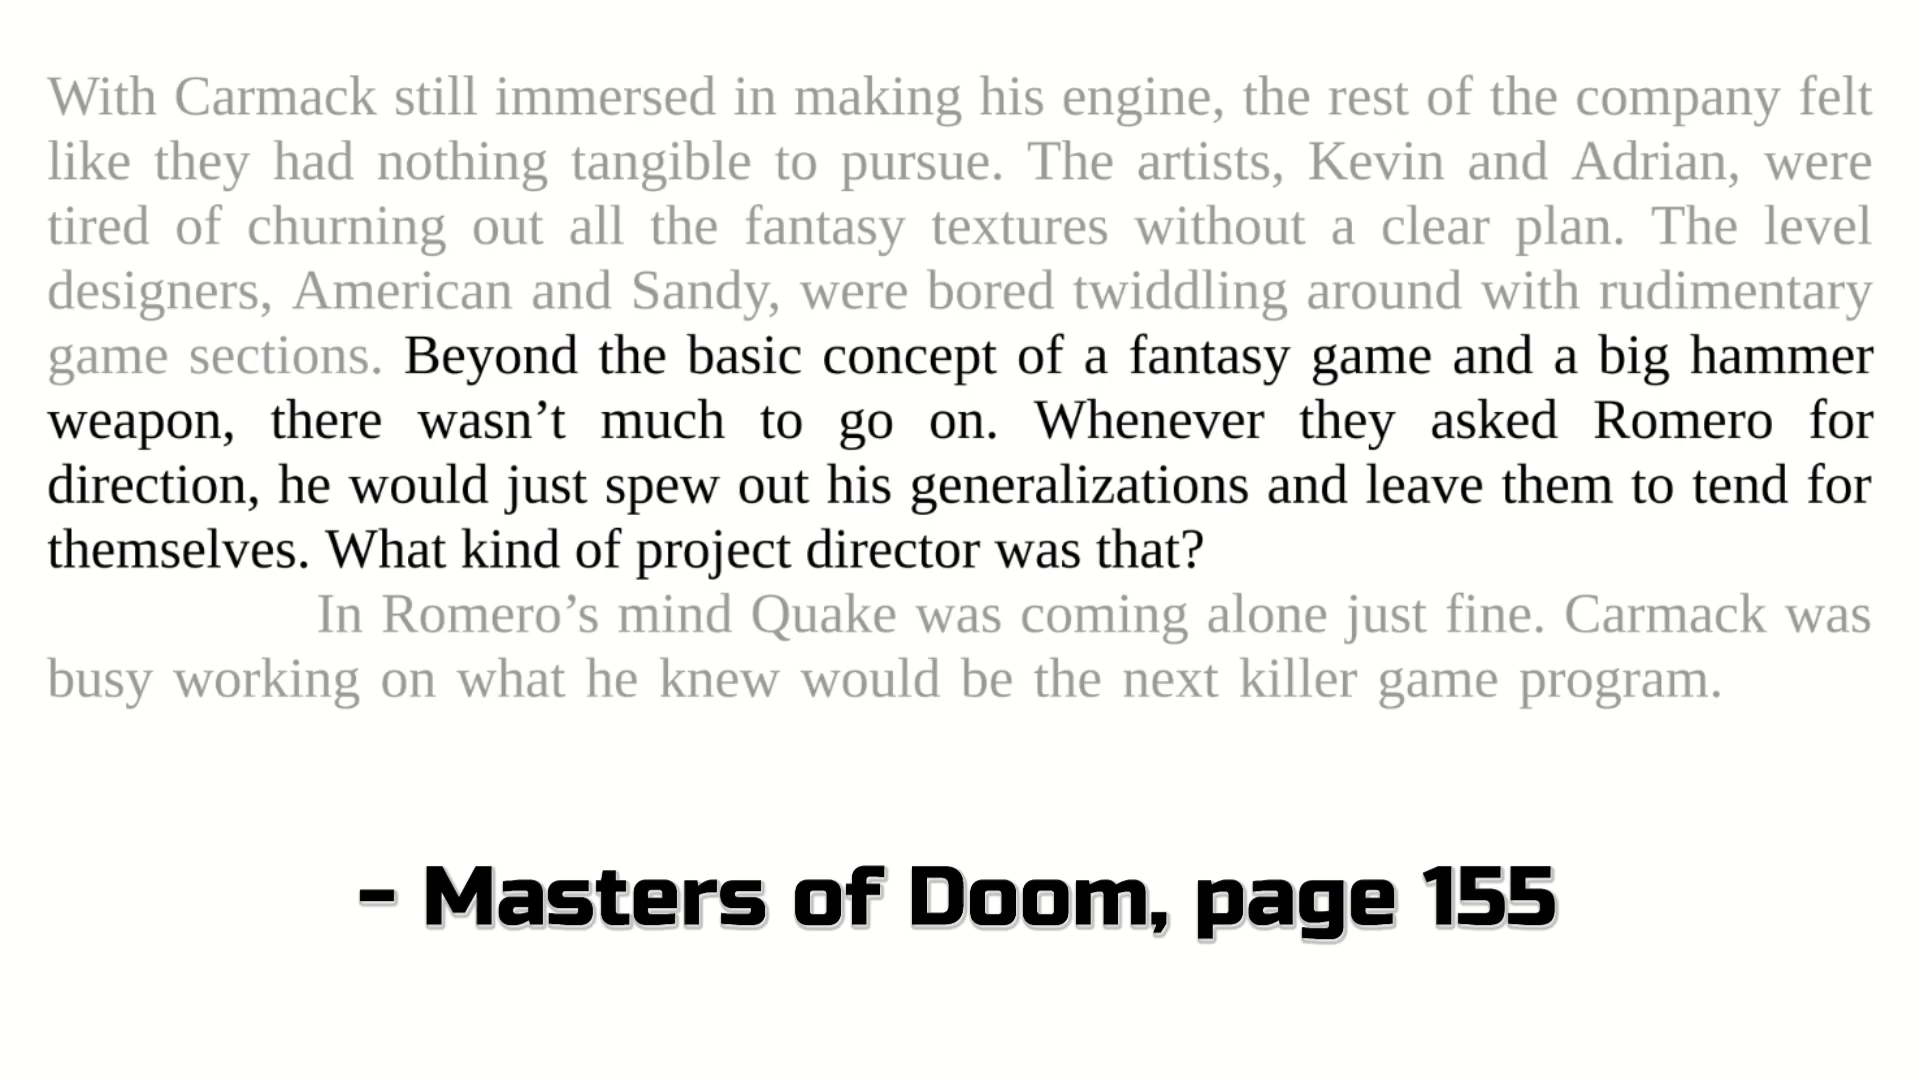 With Carmack still immersed in making his engine, the rest of the company felt
like they had nothing tangible to pursue. The artists, Kevin and Adrian, were
tired of churning out all the fantasy textures without a clear plan. The level
designers, American and Sandy, were bored twiddling around with rudimentary
game sections. Beyond the basic concept of a fantasy game and a big hammer
weapon, there wasn’t much to go on. Whenever they asked Romero for
direction, he would just spew out his generalizations and leave them to tend for
themselves. What kind of project director was that?
In Romero’s mind Quake was coming alone just fine. Carmack was
busy working on what he knew would be the next killer game program.
- Masters of Doom, page 155